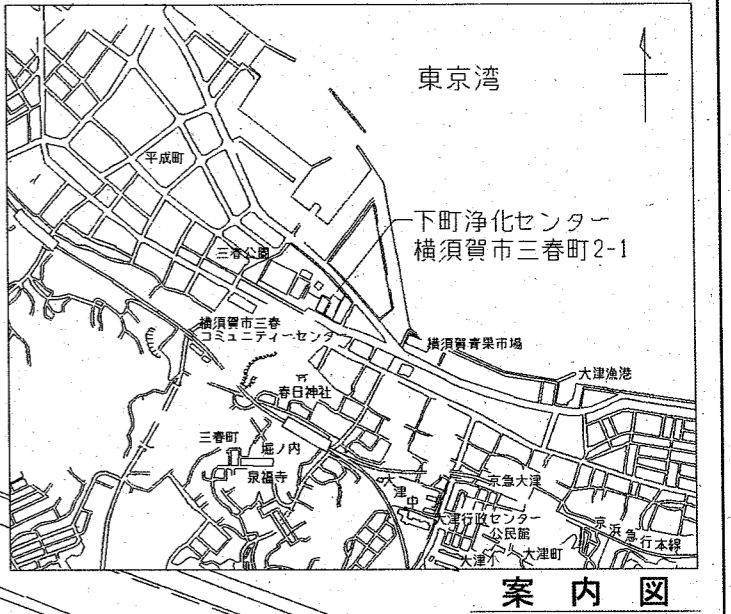 東京湾
平成町
下町浄化センター
横須賀市三春町2-1
三春公園
横須賀市三春
コミュニティーセンター
横須賀青果市場
大津漁港
春日神社
三春町
堀ノ内
泉福寺
大津中
京急大津
大津行政センター
公民館
京浜急行本線
大津小
大津町
案内図